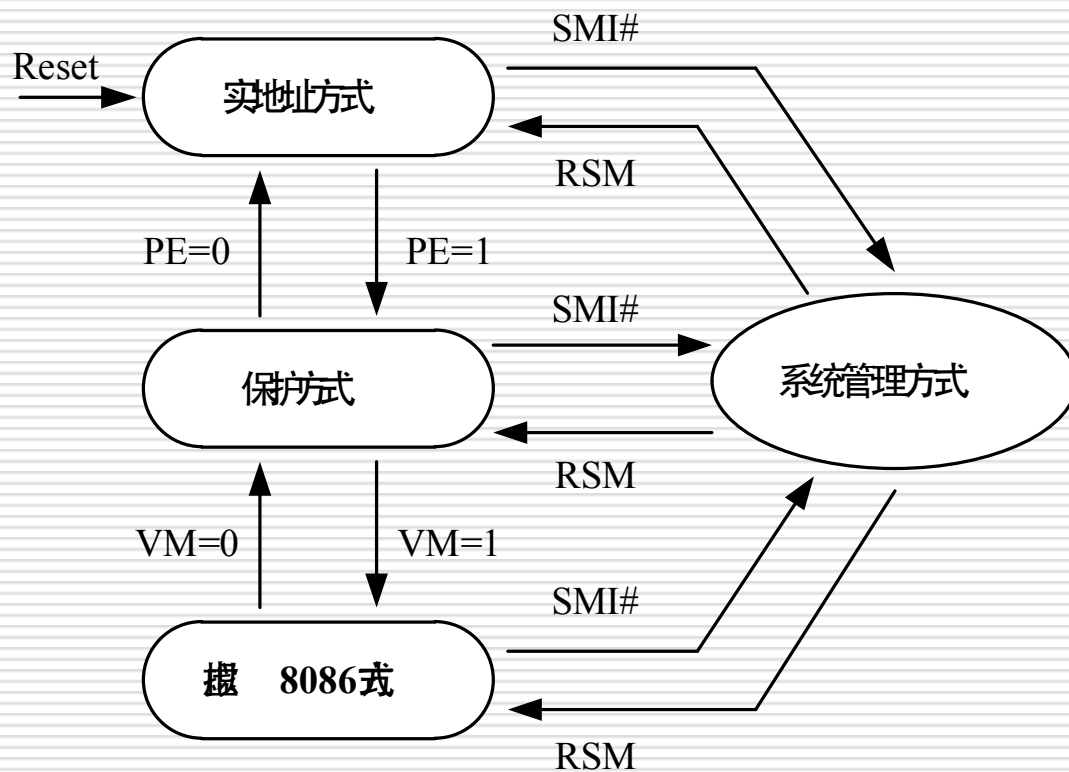 SMI#
Reset
实地址方式
RSM
PE=0
PE=1
SMI#
保护方式
系统管理方式
RSM
VM=0
VM=1
SMI#
8086
RSM